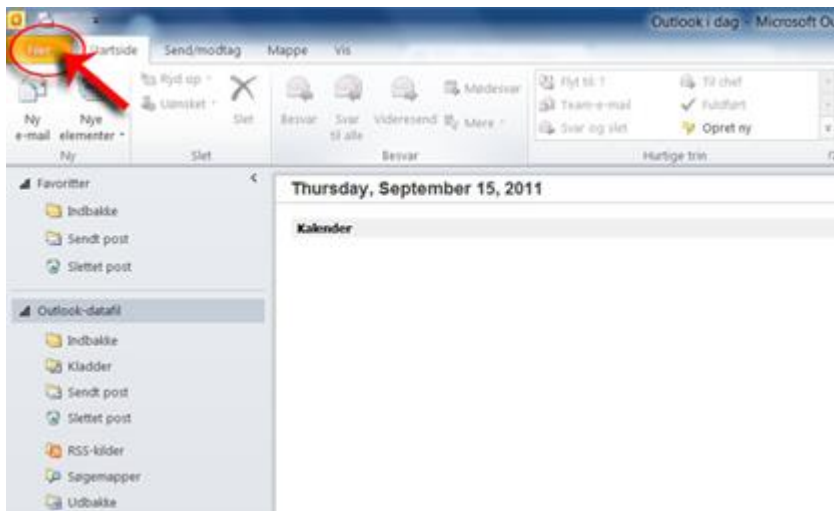 Outlook i dag - Microsoft Ou
Filer Startside Send/modtag Mappe Vis
Ny e-mail
Nye elementer
Ryd op
Uønsket
Slet
Besvar
Svar til alle
Videresend
Mødesvar
Mere
Flyt til: ?
Team-e-mail
Svar og slet
Til chef
Fuldført
Opret ny
Ny Slet Besvar Hurtige trin
Favoritter
Indbakke
Sendt post
Slettet post
Thursday, September 15, 2011
Kalender
Outlook-datafil
Indbakke
Kladder
Sendt post
Slettet post
RSS-kilder
Søgemapper
Udbakke